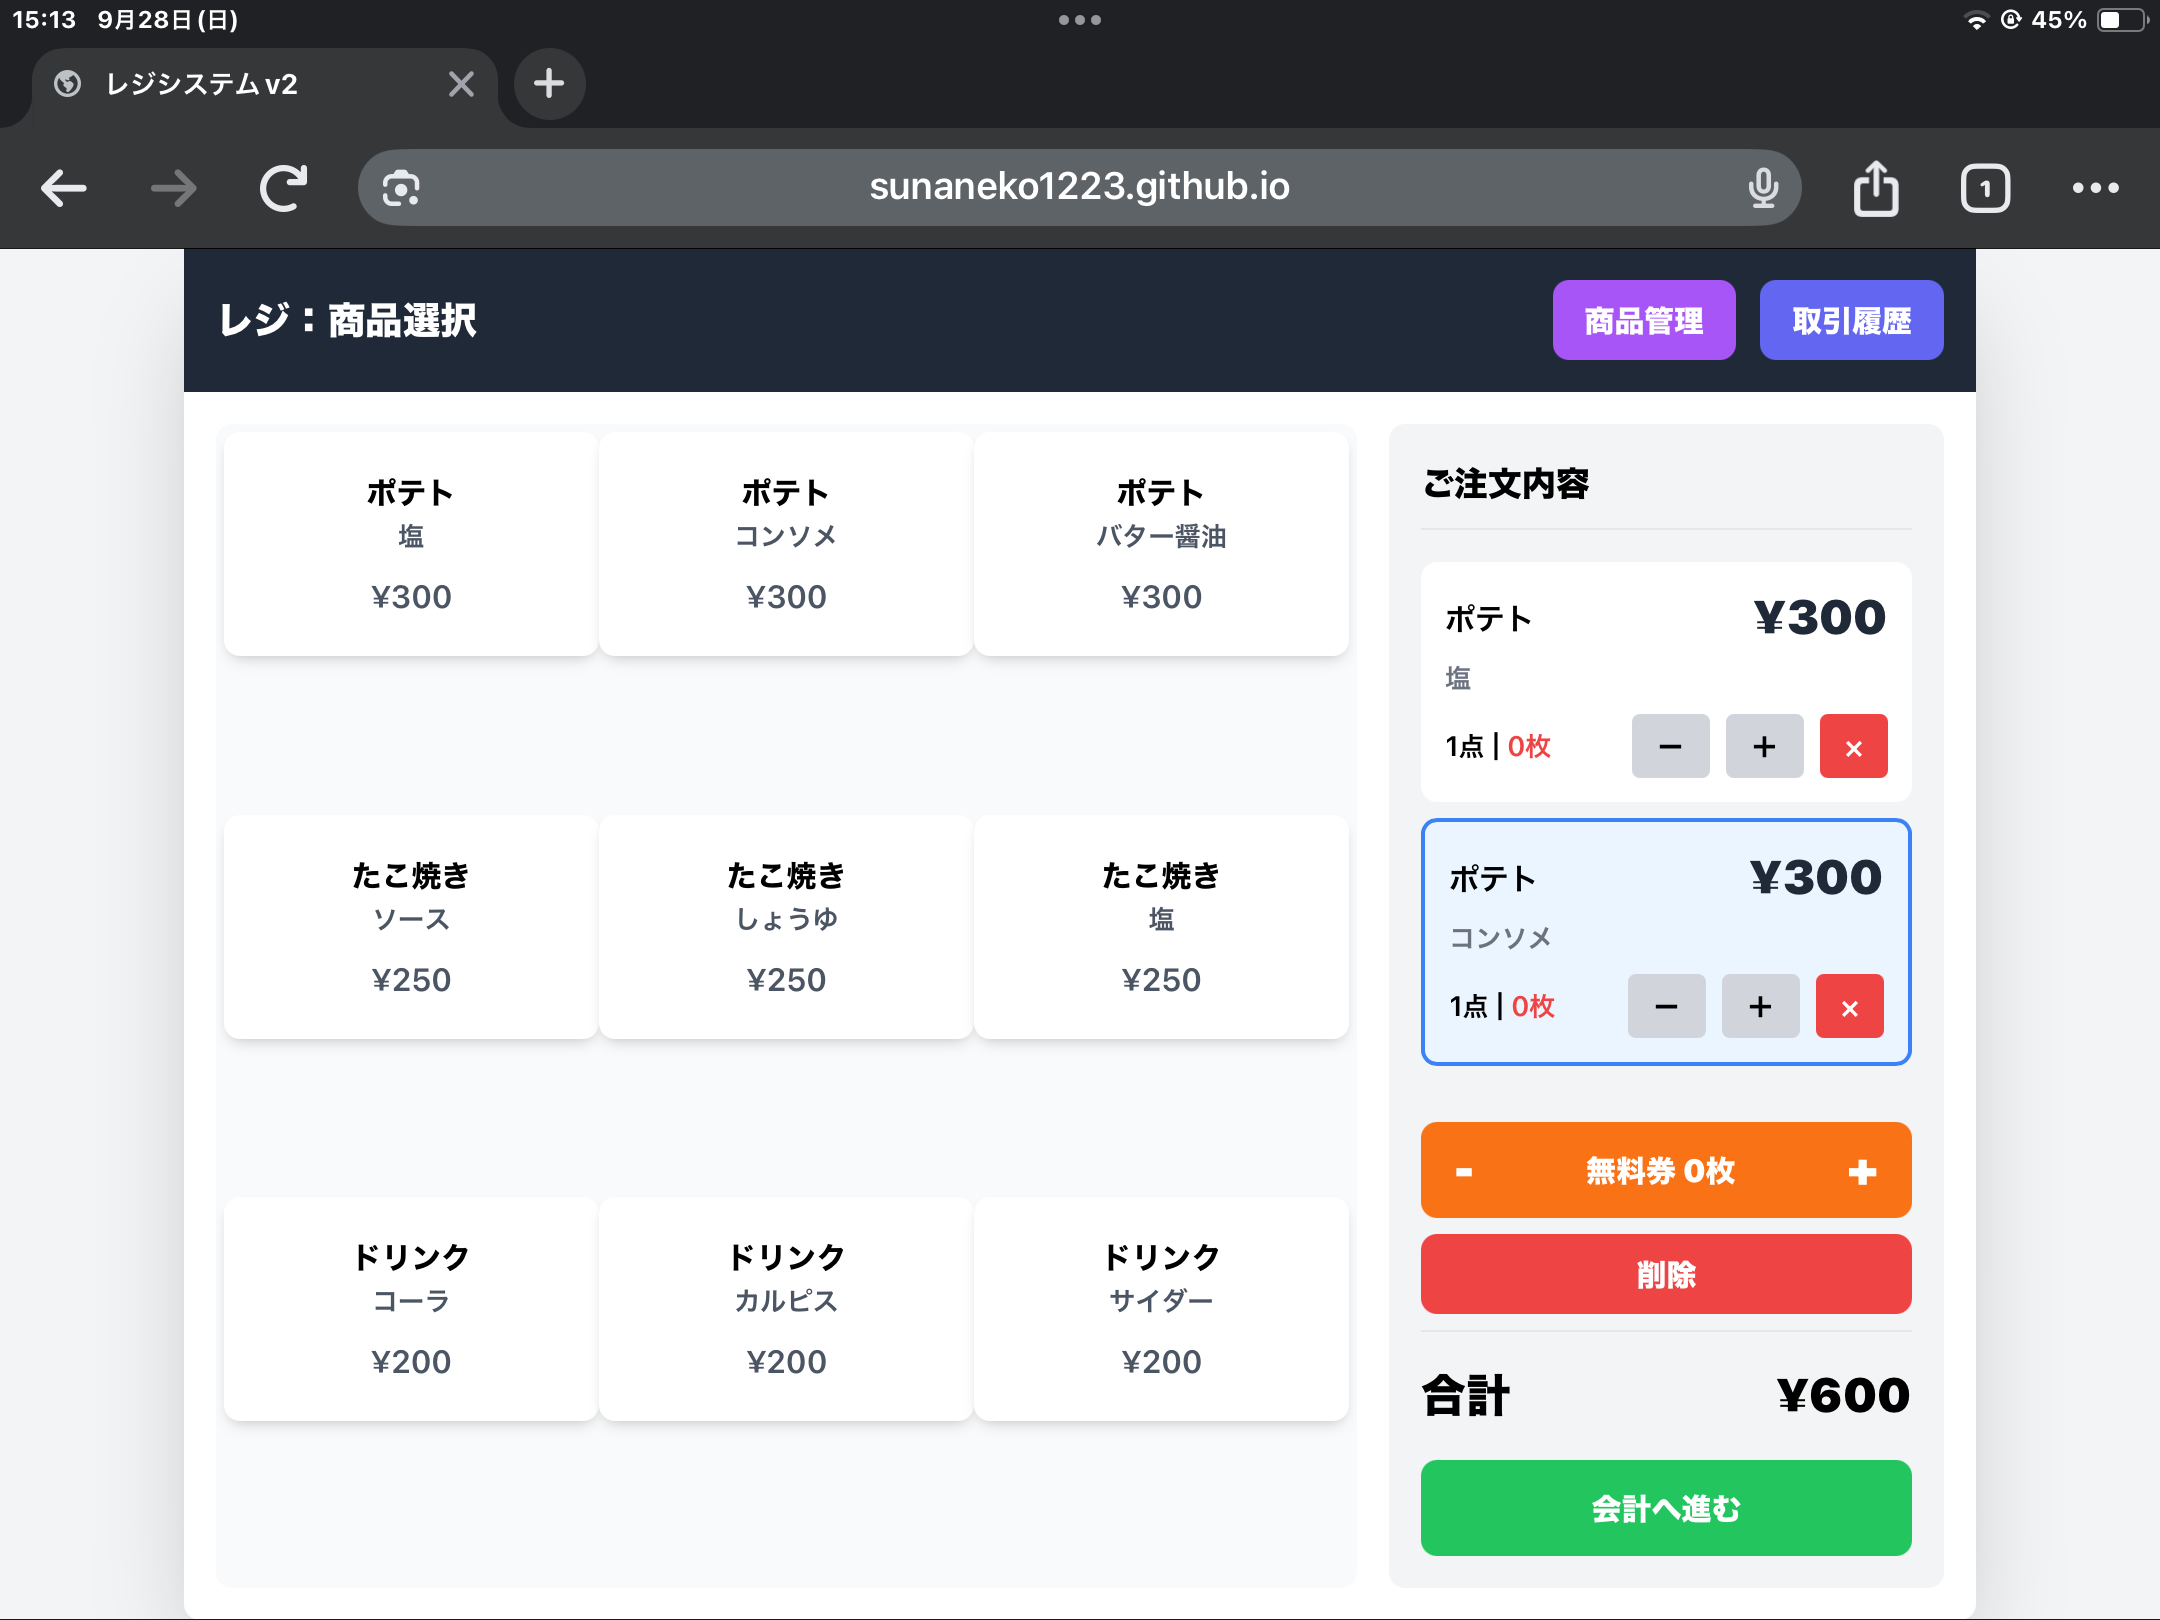 15:13 9月28日(日)
45%
レジシステム v2
sunaneko1223.github.io
1
レジ：商品選択
商品管理
取引履歴
ポテト
塩
¥300
ポテト
コンソメ
¥300
ポテト
バター醤油
¥300
たこ焼き
ソース
¥250
たこ焼き
しょうゆ
¥250
たこ焼き
塩
¥250
ドリンク
コーラ
¥200
ドリンク
カルピス
¥200
ドリンク
サイダー
¥200
ご注文内容
ポテト ¥300
塩
1点 | 0枚 − + ×
ポテト ¥300
コンソメ
1点 | 0枚 − + ×
- 無料券 0枚 +
削除
合計 ¥600
会計へ進む